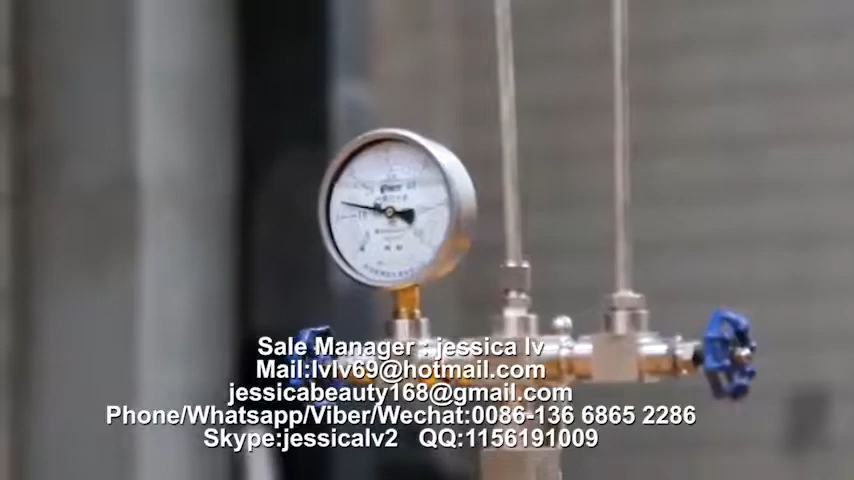 Sale Manager : jessica lv
Mail:lvlv69@hotmail.com
jessicabeauty168@gmail.com
Phone/Whatsapp/Viber/Wechat:0086-136 6865 2286
Skype:jessicalv2 QQ:1156191009